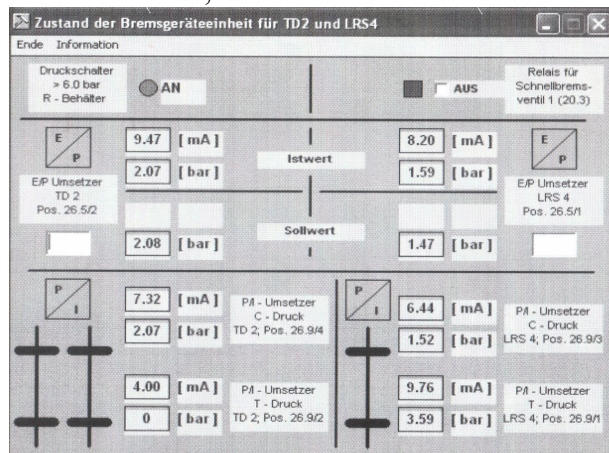 Zustand der Bremsgeräteeinheit für TD2 und LRS4
Ende Information
Druckschalter
> 6.0 bar
R - Behälter
AN
AUS
Relais für
Schnellbrems-
ventil 1 (20.3)
E
P
E/P Umsetzer
TD 2
Pos. 26.5/2
9.47 [ mA ]
2.07 [ bar ]
Istwert
8.20 [ mA ]
1.59 [ bar ]
E
P
E/P Umsetzer
LRS 4
Pos. 26.5/1
2.08 [ bar ]
Sollwert
1.47 [ bar ]
P
I
7.32 [ mA ]
2.07 [ bar ]
P/I - Umsetzer
C - Druck
TD 2; Pos. 26.9/4
4.00 [ mA ]
0 [ bar ]
P/I - Umsetzer
T - Druck
TD 2; Pos. 26.9/2
P
I
6.44 [ mA ]
1.52 [ bar ]
P/I - Umsetzer
C - Druck
LRS 4; Pos. 26.9/3
9.76 [ mA ]
3.59 [ bar ]
P/I - Umsetzer
T - Druck
LRS 4; Pos. 26.9/1